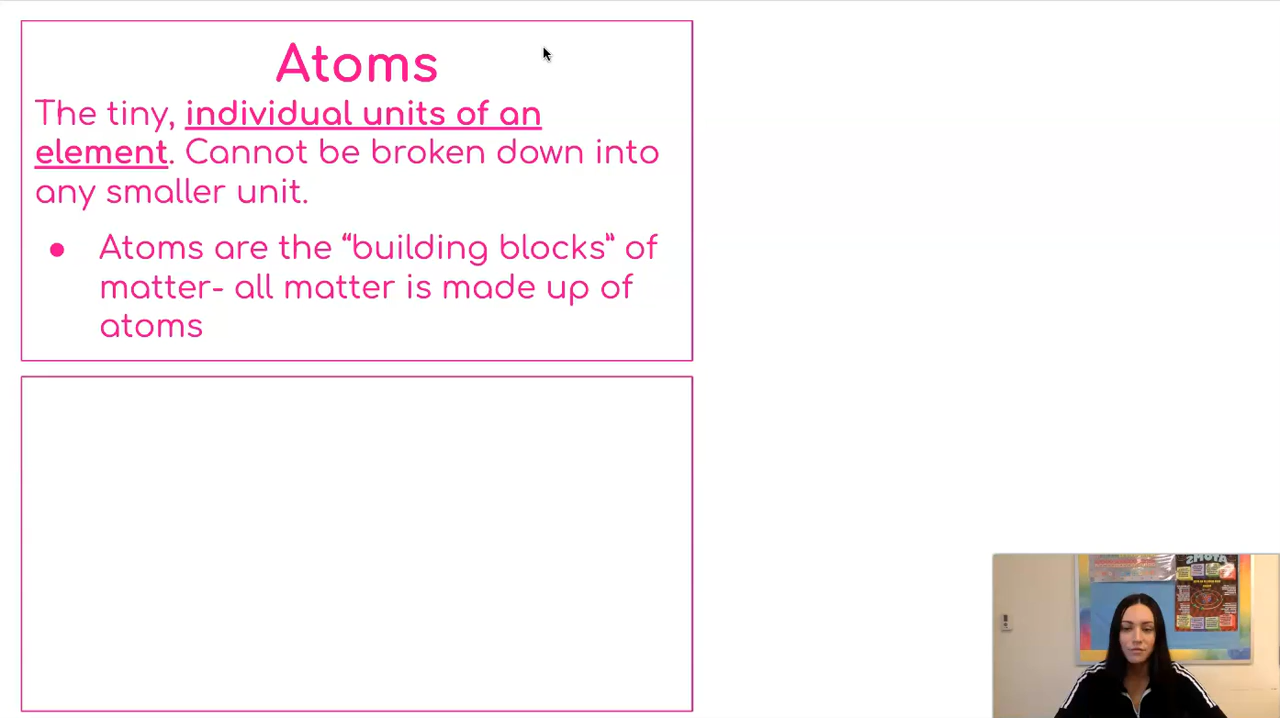 Atoms
The tiny, individual units of an
element. Cannot be broken down into
any smaller unit.
● Atoms are the “building blocks” of
matter- all matter is made up of
atoms
ATOMS